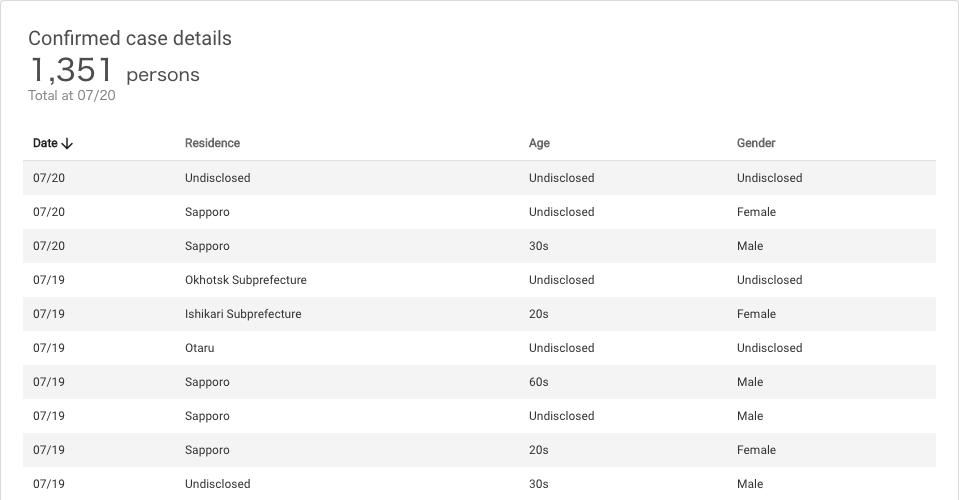 Confirmed case details
1,351 persons
Total at 07/20
Date Residence Age Gender
07/20 Undisclosed Undisclosed Undisclosed
07/20 Sapporo Undisclosed Female
07/20 Sapporo 30s Male
07/19 Okhotsk Subprefecture Undisclosed Undisclosed
07/19 Ishikari Subprefecture 20s Female
07/19 Otaru Undisclosed Undisclosed
07/19 Sapporo 60s Male
07/19 Sapporo Undisclosed Male
07/19 Sapporo 20s Female
07/19 Undisclosed 30s Male